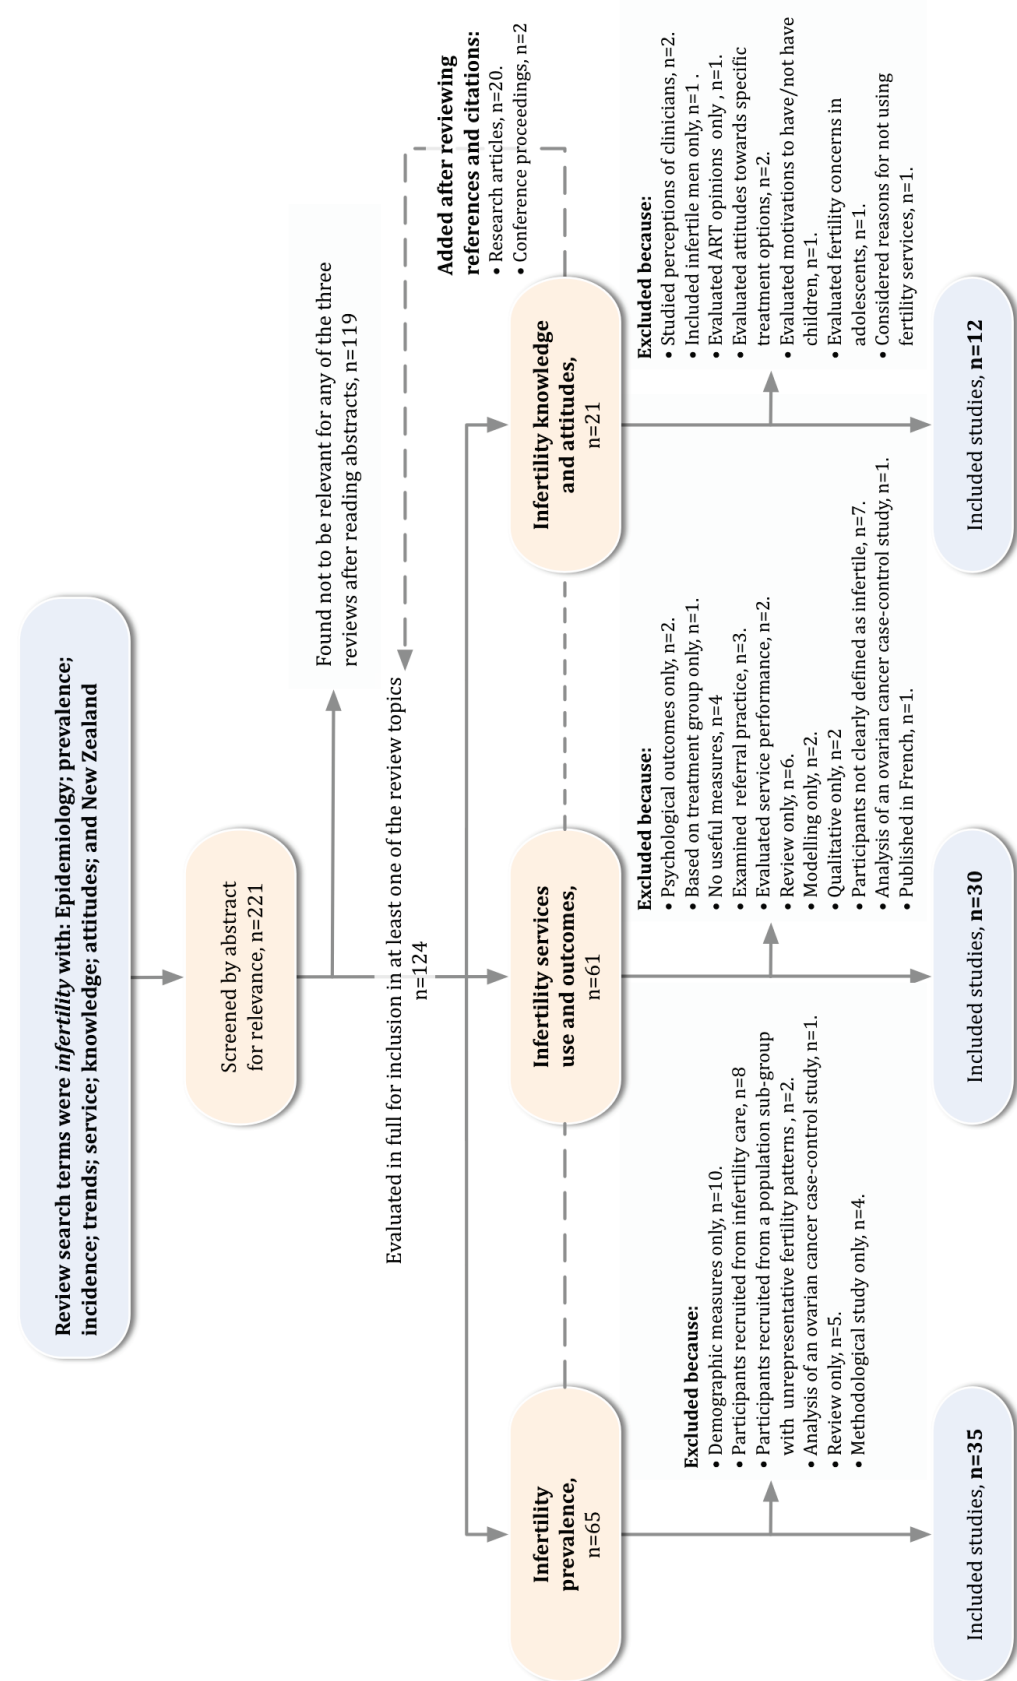 Review search terms were infertility with: Epidemiology; prevalence;
incidence; trends; service; knowledge; attitudes; and New Zealand
Screened by abstract
for relevance, n=221
Found not to be relevant for any of the three
reviews after reading abstracts, n=119
Evaluated in full for inclusion in at least one of the review topics
n=124
Added after reviewing
references and citations:
• Research articles, n=20.
• Conference proceedings, n=2
Infertility
prevalence,
n=65
Infertility services
use and outcomes,
n=61
Infertility knowledge
and attitudes,
n=21
Excluded because:
• Demographic measures only, n=10.
• Participants recruited from infertility care, n=8
• Participants recruited from a population sub-group
with unrepresentative fertility patterns , n=2.
• Analysis of an ovarian cancer case-control study, n=1.
• Review only, n=5.
• Methodological study only, n=4.
Excluded because:
• Psychological outcomes only, n=2.
• Based on treatment group only, n=1.
• No useful measures, n=4
• Examined referral practice, n=3.
• Evaluated service performance, n=2.
• Review only, n=6.
• Modelling only, n=2.
• Qualitative only, n=2
• Participants not clearly defined as infertile, n=7.
• Analysis of an ovarian cancer case-control study, n=1.
• Published in French, n=1.
Excluded because:
• Studied perceptions of clinicians, n=2.
• Included infertile men only, n=1 .
• Evaluated ART opinions only , n=1.
• Evaluated attitudes towards specific
treatment options, n=2.
• Evaluated motivations to have/not have
children, n=1.
• Evaluated fertility concerns in
adolescents, n=1.
• Considered reasons for not using
fertility services, n=1.
Included studies, n=35
Included studies, n=30
Included studies, n=12